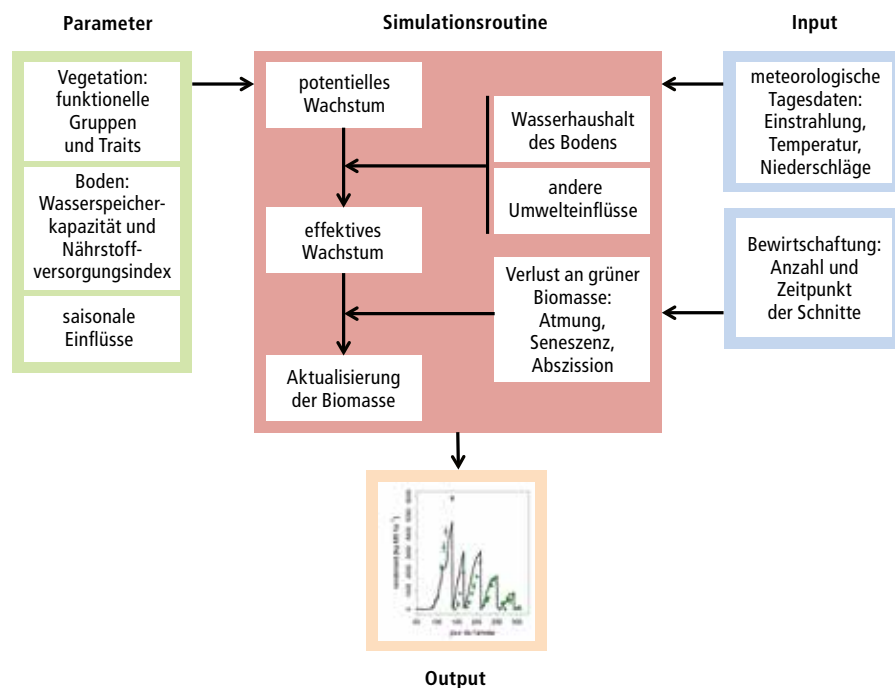 Parameter
Simulationsroutine
Input
Vegetation:
funktionelle
Gruppen
und Traits
Boden:
Wasserspeicher-
kapazität und
Nährstoff-
versorgungsindex
saisonale
Einflüsse
potentielles
Wachstum
effektives
Wachstum
Aktualisierung
der Biomasse
Wasserhaushalt
des Bodens
andere
Umwelteinflüsse
Verlust an grüner
Biomasse:
Atmung,
Seneszenz,
Abszission
meteorologische
Tagesdaten:
Einstrahlung,
Temperatur,
Niederschläge
Bewirtschaftung:
Anzahl und
Zeitpunkt
der Schnitte
Output